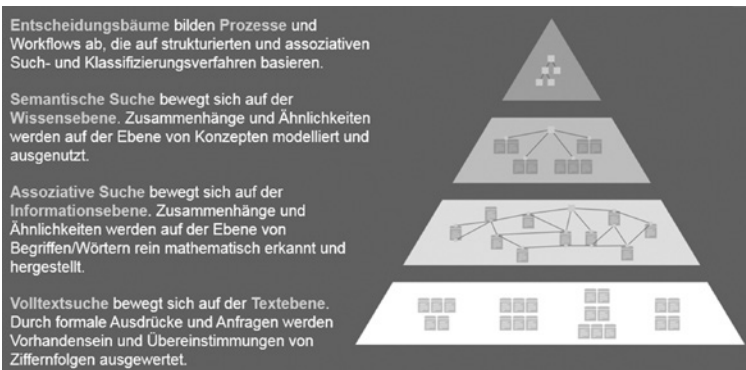 Entscheidungsbäume bilden Prozesse und
Workflows ab, die auf strukturierten und assoziativen
Such- und Klassifizierungsverfahren basieren.
Semantische Suche bewegt sich auf der
Wissensebene. Zusammenhänge und Ähnlichkeiten
werden auf der Ebene von Konzepten modelliert und
ausgenutzt.
Assoziative Suche bewegt sich auf der
Informationsebene. Zusammenhänge und
Ähnlichkeiten werden auf der Ebene von
Begriffen/Wörtern rein mathematisch erkannt und
hergestellt.
Volltextsuche bewegt sich auf der Textebene.
Durch formale Ausdrücke und Anfragen werden
Vorhandensein und Übereinstimmungen von
Ziffernfolgen ausgewertet.